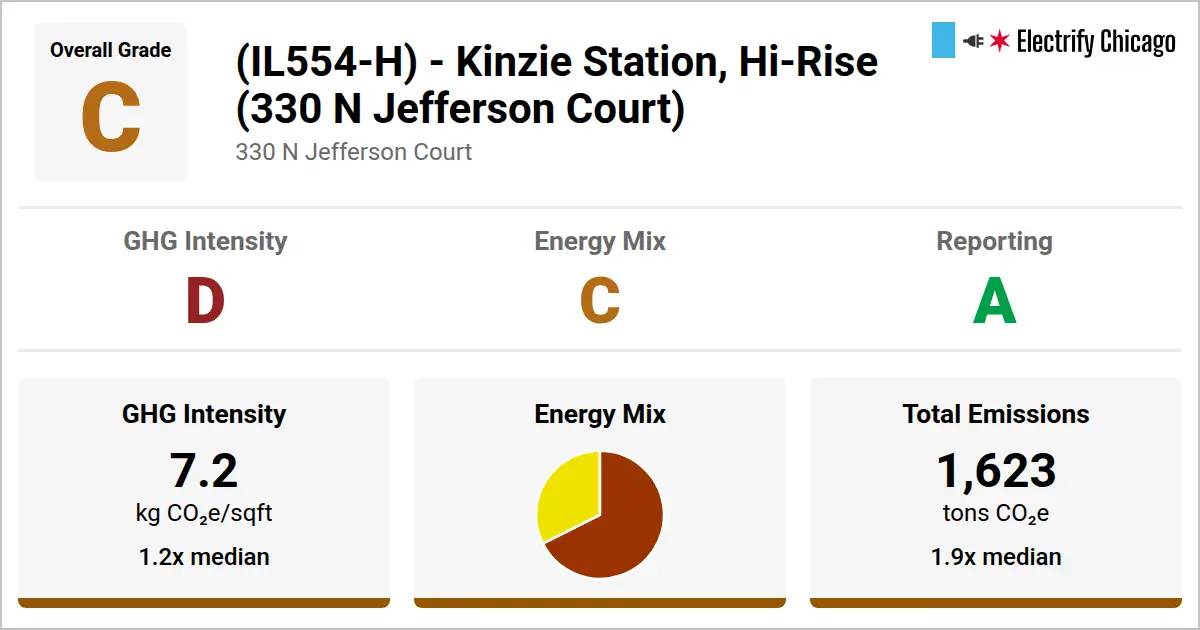 Overall Grade
C
(IL554-H) - Kinzie Station, Hi-Rise
(330 N Jefferson Court)
330 N Jefferson Court
Electrify Chicago
GHG Intensity
D
Energy Mix
C
Reporting
A
GHG Intensity
7.2
kg CO₂e/sqft
1.2x median
Energy Mix
Total Emissions
1,623
tons CO₂e
1.9x median